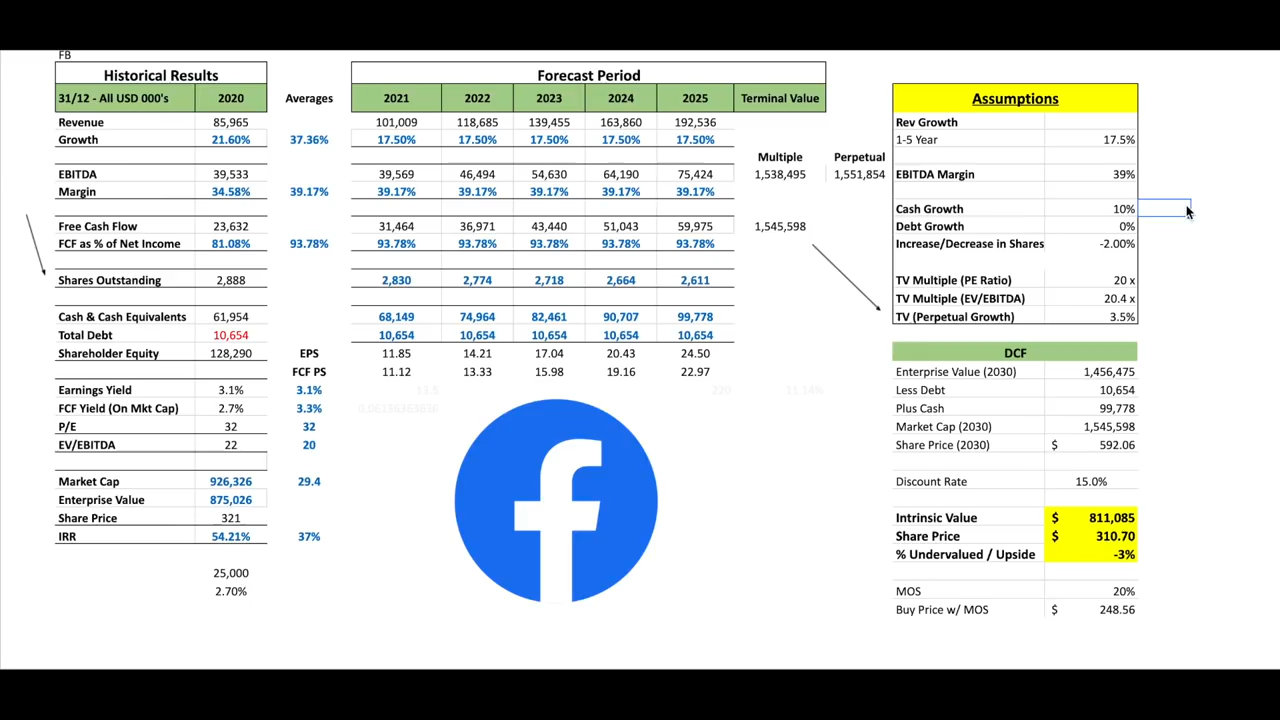 FB
Historical Results Forecast Period
31/12 - All USD 000's 2020 Averages 2021 2022 2023 2024 2025 Terminal Value Assumptions
Revenue 85,965 101,009 118,685 139,455 163,860 192,536 Rev Growth
Growth 21.60% 37.36% 17.50% 17.50% 17.50% 17.50% 17.50% 1-5 Year 17.5%
Multiple Perpetual
EBITDA 39,533 39,569 46,494 54,630 64,190 75,424 1,538,495 1,551,854 EBITDA Margin 39%
Margin 34.58% 39.17% 39.17% 39.17% 39.17% 39.17% 39.17%
Cash Growth 10%
Free Cash Flow 23,632 31,464 36,971 43,440 51,043 59,975 1,545,598 Debt Growth 0%
FCF as % of Net Income 81.08% 93.78% 93.78% 93.78% 93.78% 93.78% 93.78% Increase/Decrease in Shares -2.00%
Shares Outstanding 2,888 2,830 2,774 2,718 2,664 2,611 TV Multiple (PE Ratio) 20 x
TV Multiple (EV/EBITDA) 20.4 x
Cash & Cash Equivalents 61,954 68,149 74,964 82,461 90,707 99,778 TV (Perpetual Growth) 3.5%
Total Debt 10,654 10,654 10,654 10,654 10,654 10,654
Shareholder Equity 128,290 EPS 11.85 14.21 17.04 20.43 24.50 DCF
FCF PS 11.12 13.33 15.98 19.16 22.97 Enterprise Value (2030) 1,456,475
Earnings Yield 3.1% 3.1% 220 11.14% Less Debt 10,654
FCF Yield (On Mkt Cap) 2.7% 3.3% Plus Cash 99,778
P/E 32 32 Market Cap (2030) 1,545,598
EV/EBITDA 22 20 Share Price (2030) $ 592.06
Market Cap 926,326 29.4 Discount Rate 15.0%
Enterprise Value 875,026
Share Price 321 Intrinsic Value $ 811,085
IRR 54.21% 37% Share Price $ 310.70
% Undervalued / Upside -3%
25,000
2.70% MOS 20%
Buy Price w/ MOS $ 248.56